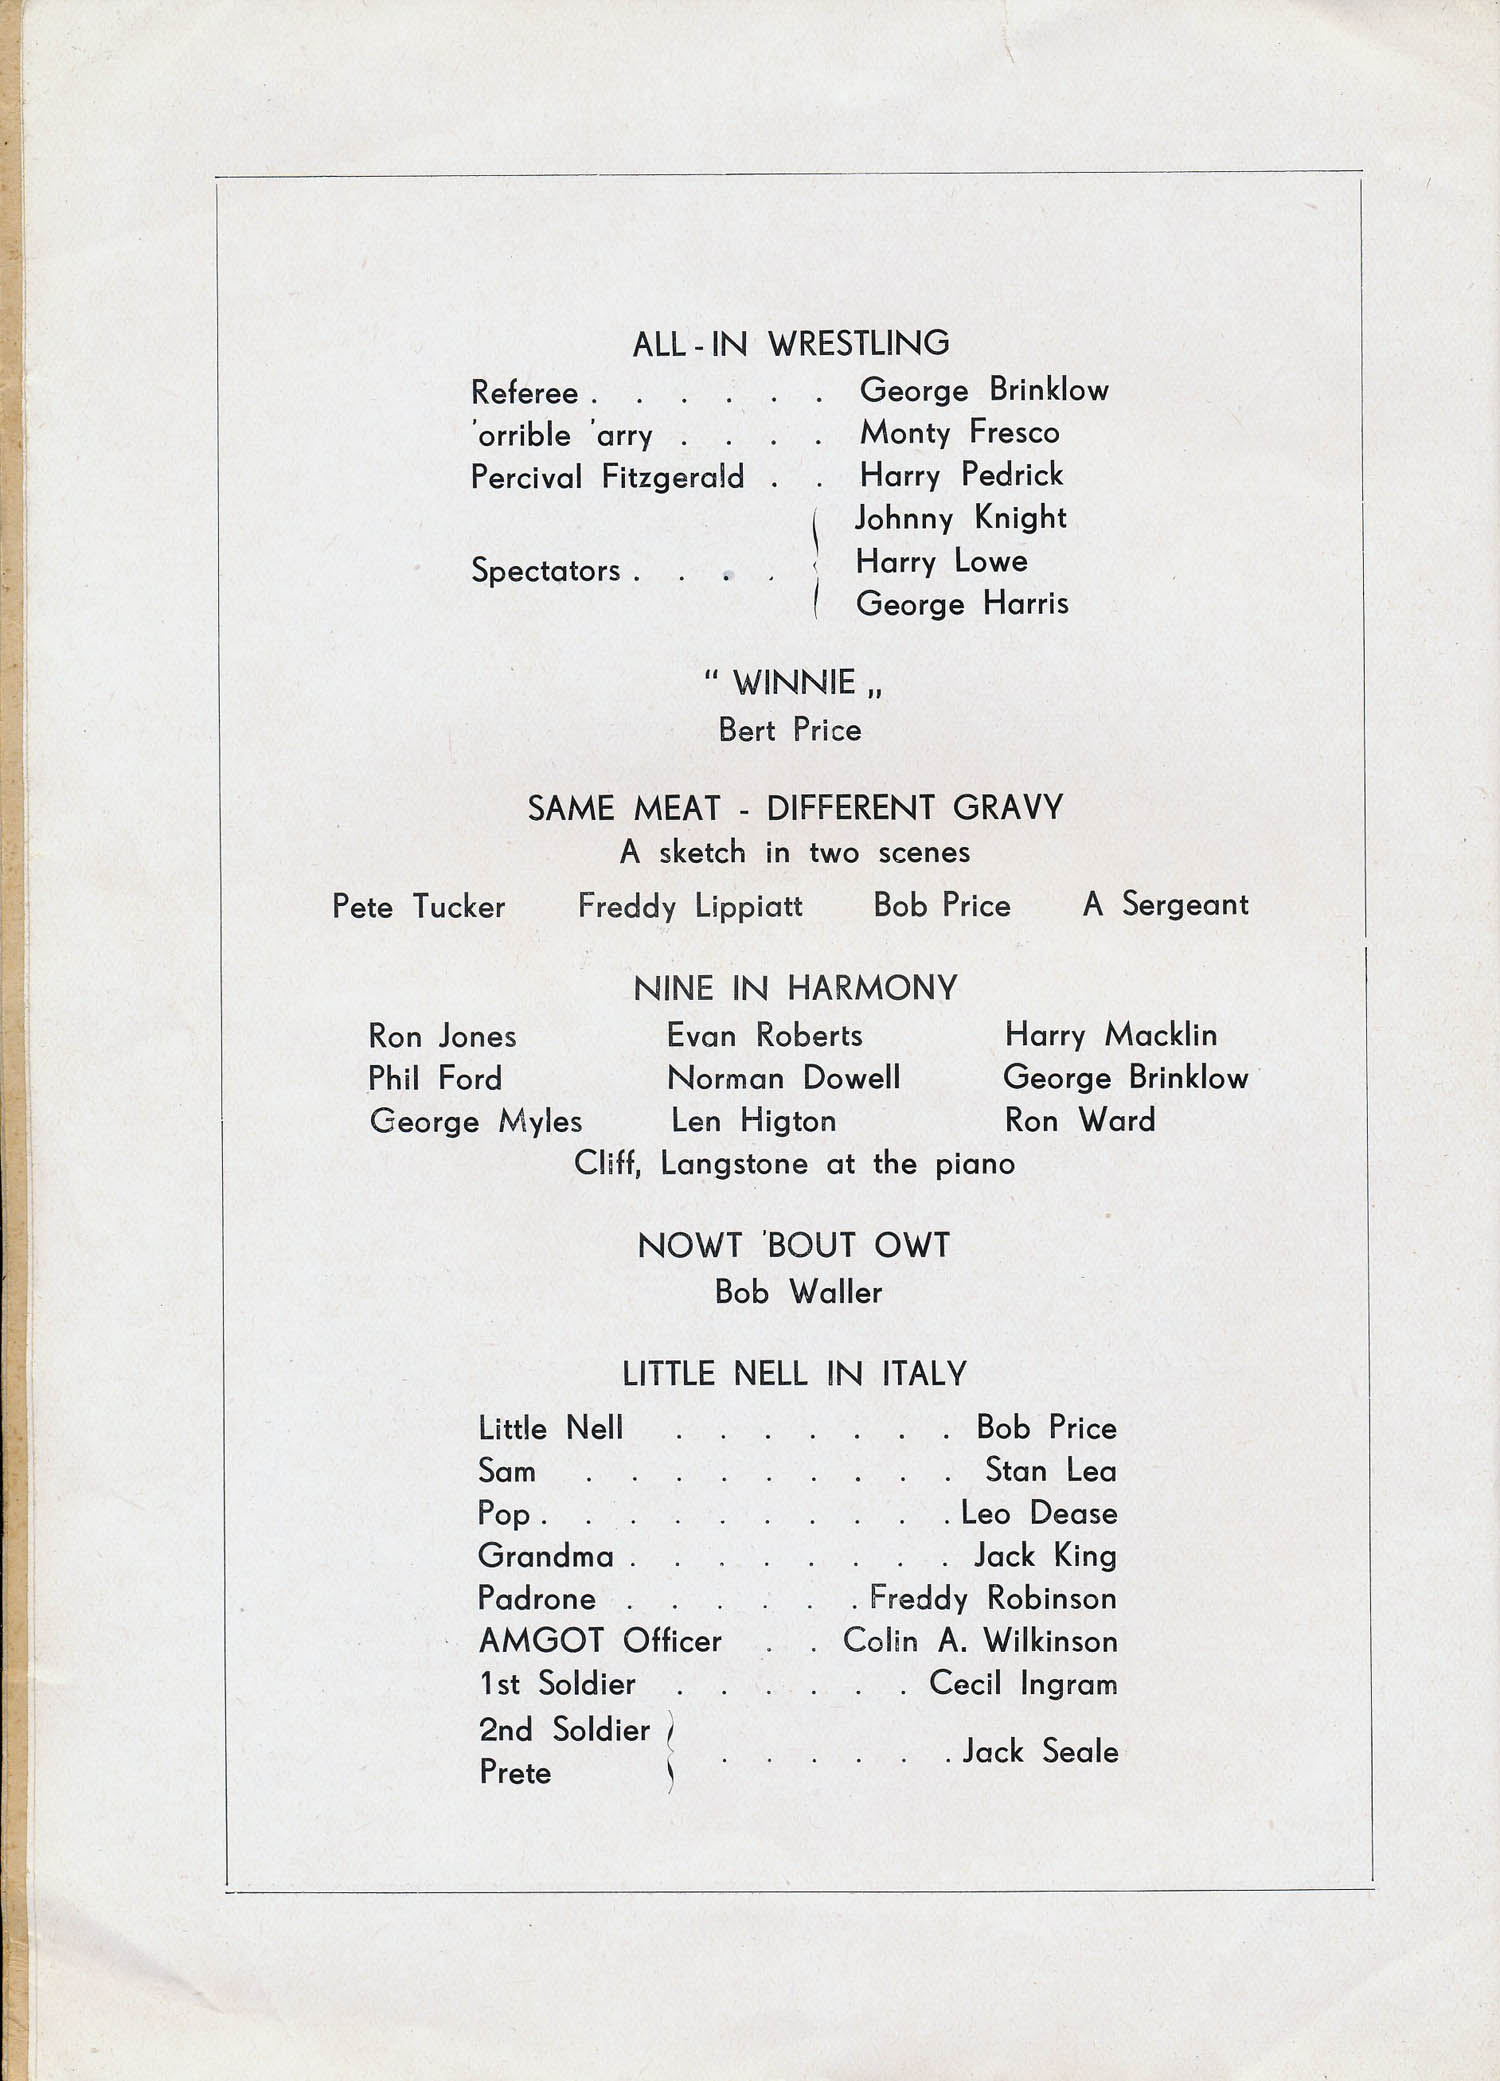 ALL-IN WRESTLING
Referee . . . . . . George Brinklow
'orrible 'arry . . . . Monty Fresco
Percival Fitzgerald . . Harry Pedrick
Johnny Knight
Spectators . . . . Harry Lowe
George Harris
“ WINNIE „
Bert Price
SAME MEAT - DIFFERENT GRAVY
A sketch in two scenes
Pete Tucker Freddy Lippiatt Bob Price A Sergeant
NINE IN HARMONY
Ron Jones Evan Roberts Harry Macklin
Phil Ford Norman Dowell George Brinklow
George Myles Len Higton Ron Ward
Cliff, Langstone at the piano
NOWT 'BOUT OWT
Bob Waller
LITTLE NELL IN ITALY
Little Nell . . . . . . . Bob Price
Sam . . . . . . . . . Stan Lea
Pop . . . . . . . . . . Leo Dease
Grandma . . . . . . . . Jack King
Padrone . . . . . . Freddy Robinson
AMGOT Officer . . Colin A. Wilkinson
1st Soldier . . . . . . Cecil Ingram
2nd Soldier
Prete . . . . . . Jack Seale